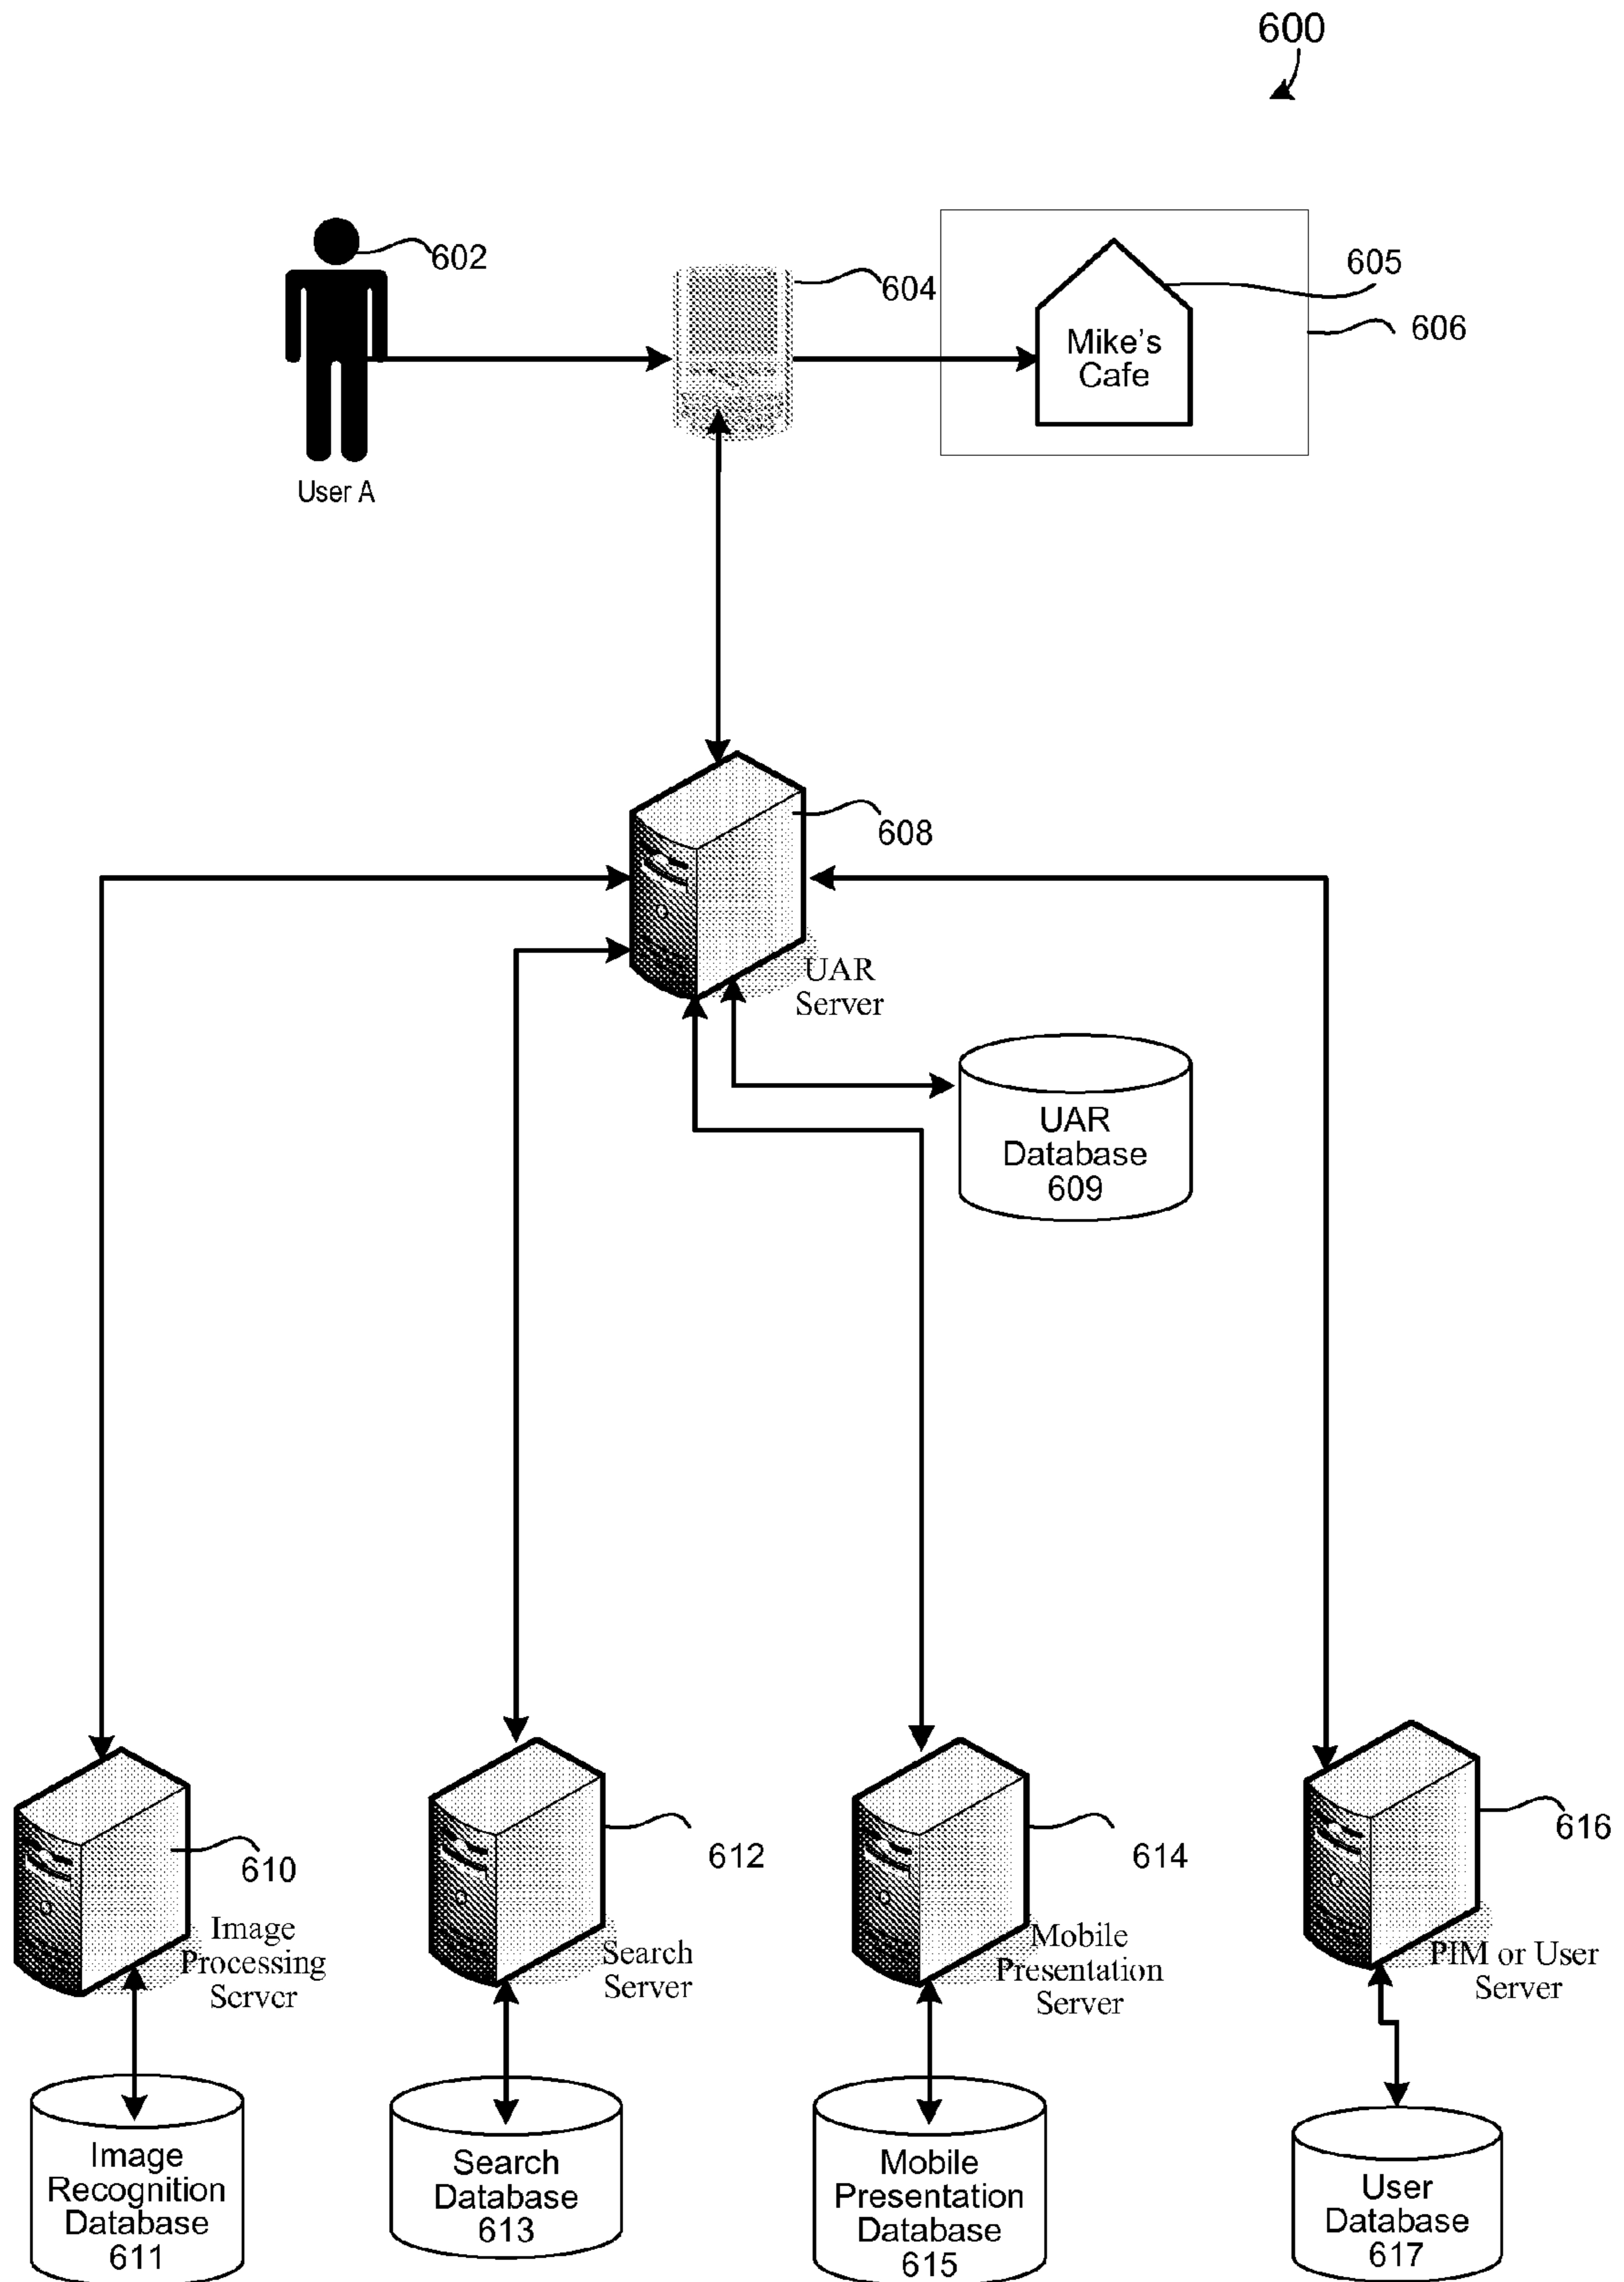 600
602
604
605
606
Mike's
Cafe
User A
608
UAR
Server
UAR
Database
609
610
612
614
616
Image
Processing
Server
Search
Server
Mobile
Presentation
Server
PIM or User
Server
Image
Recognition
Database
611
Search
Database
613
Mobile
Presentation
Database
615
User
Database
617